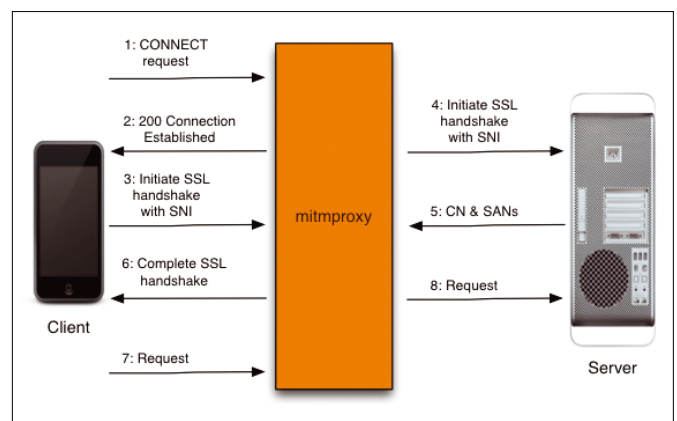 1: CONNECT
request
2: 200 Connection
Established
3: Initiate SSL
handshake
with SNI
6: Complete SSL
handshake
7: Request
Client
mitmproxy
4: Initiate SSL
handshake
with SNI
5: CN & SANs
8: Request
Server